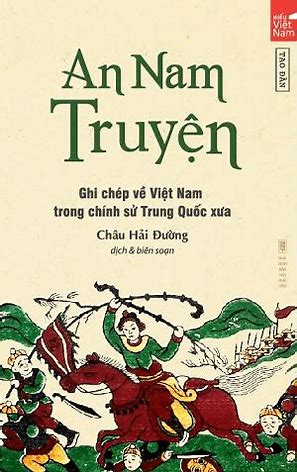 HIỂU
Việt
Nam
TAO ĐÀN
An Nam
Truyện
Ghi chép về Việt Nam
trong chính sử Trung Quốc xưa
Châu Hải Đường
dịch & biên soạn